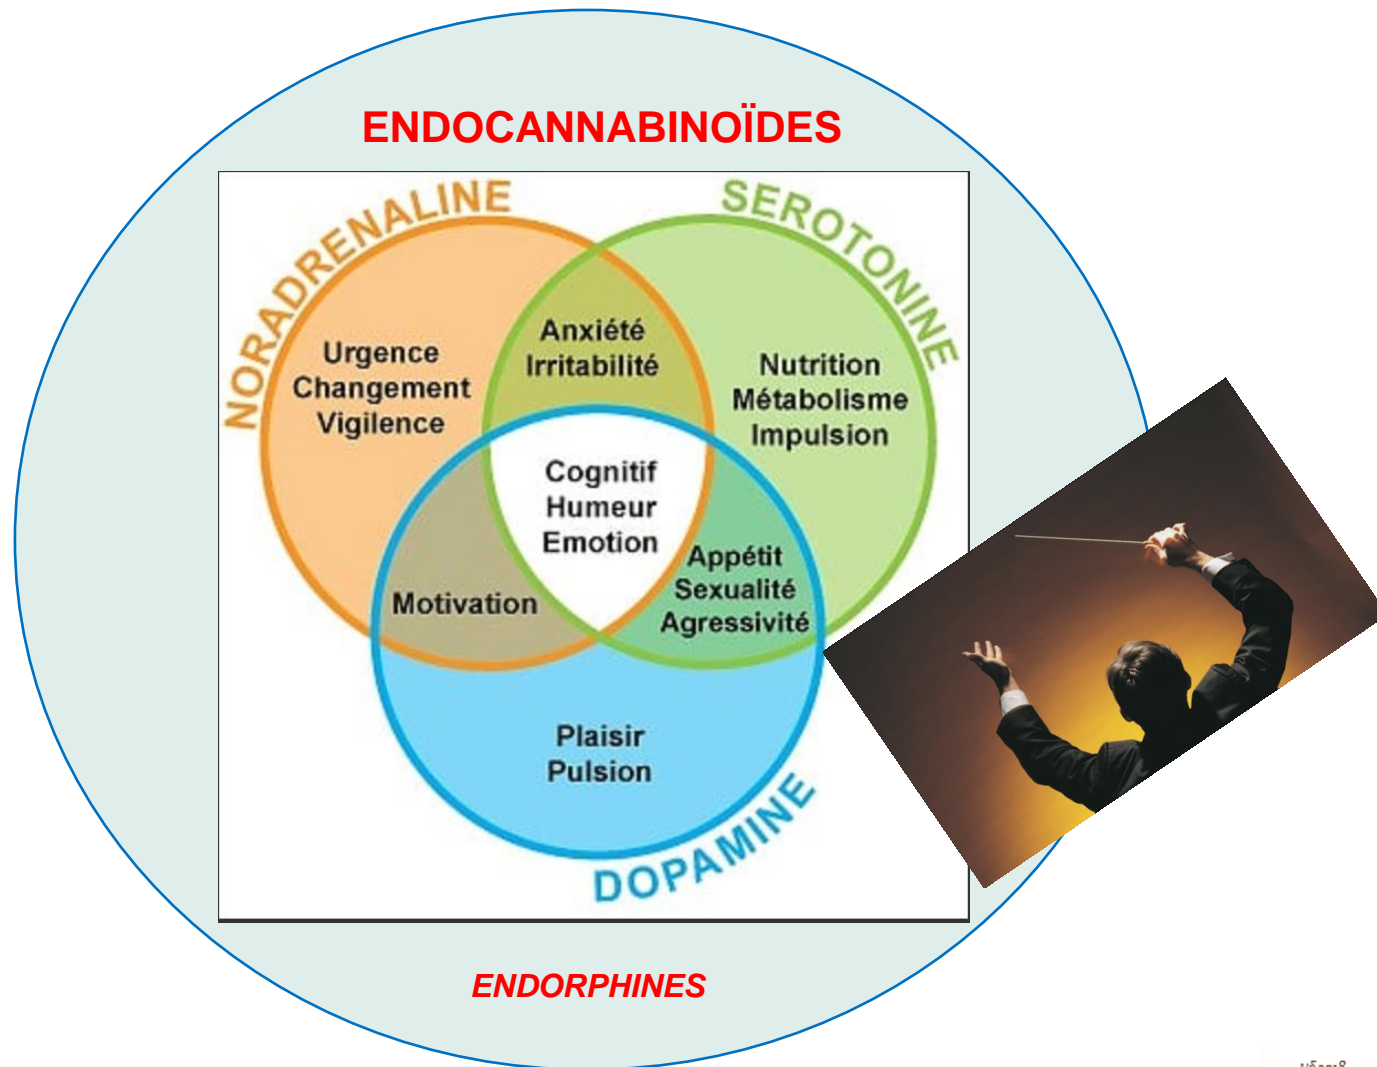 ENDOCANNABINOÏDES
NORADRENALINE
SEROTONINE
Anxiété
Irritabilité
Urgence
Changement
Vigilence
Nutrition
Métabolisme
Impulsion
Cognitif
Humeur
Emotion
Appétit
Sexualité
Agressivité
Motivation
Plaisir
Pulsion
DOPAMINE
ENDORPHINES